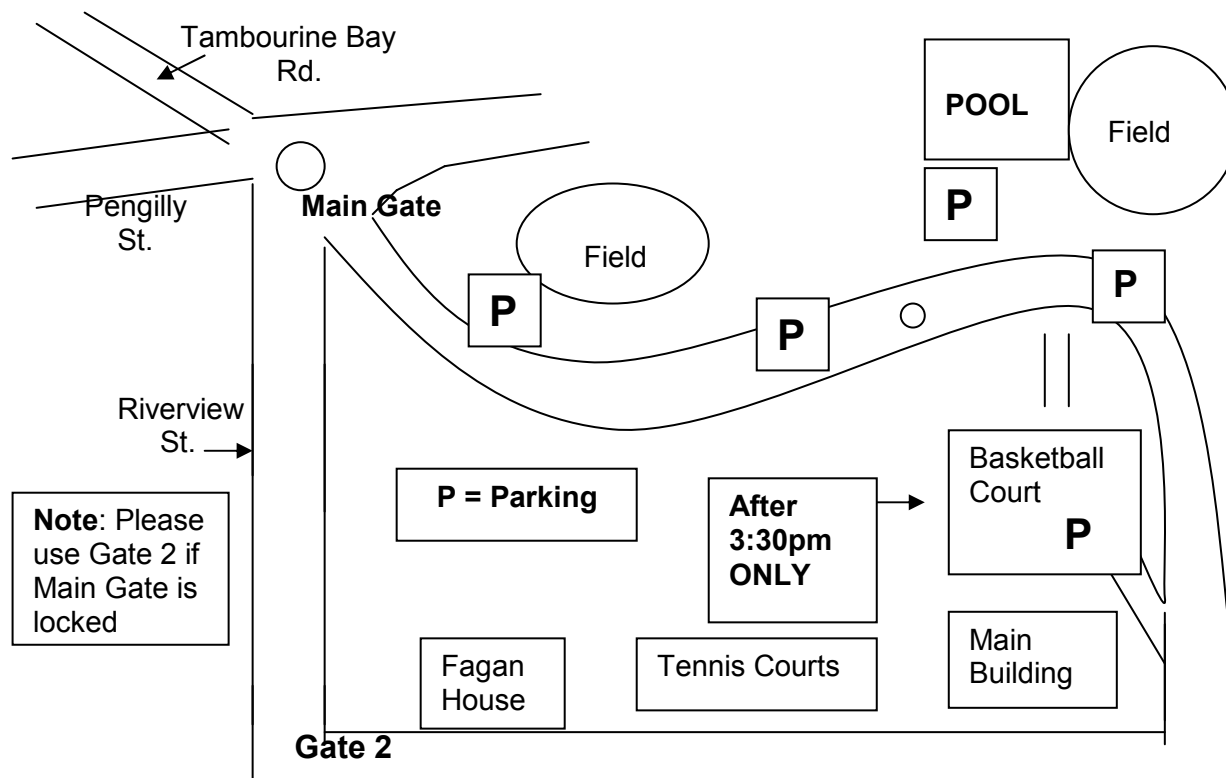 Tambourine Bay
Rd.
POOL
Field
P
Pengilly
St.
Main Gate
Field
P
P
P
Riverview
St.
P = Parking
After
3:30pm
ONLY
Basketball
Court
P
Note: Please
use Gate 2 if
Main Gate is
locked
Fagan
House
Tennis Courts
Main
Building
Gate 2